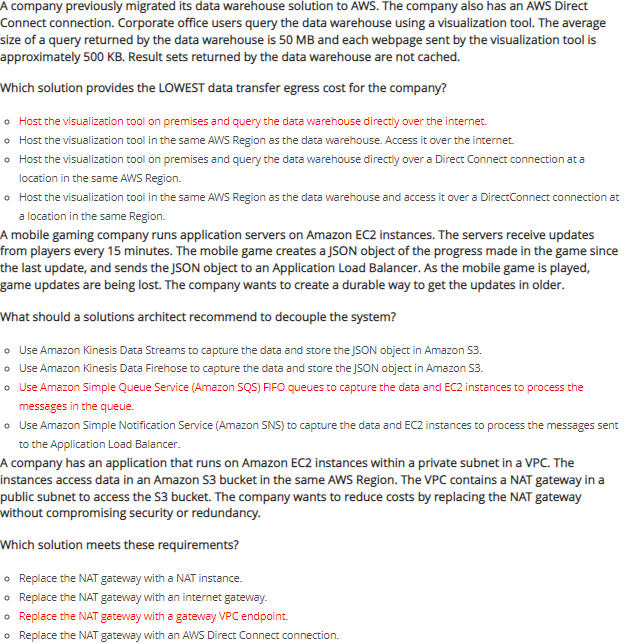 A company previously migrated its data warehouse solution to AWS. The company also has an AWS Direct
Connect connection. Corporate office users query the data warehouse using a visualization tool. The average
size of a query returned by the data warehouse is 50 MB and each webpage sent by the visualization tool is
approximately 500 KB. Result sets returned by the data warehouse are not cached.
Which solution provides the LOWEST data transfer egress cost for the company?
Host the visualization tool on premises and query the data warehouse directly over the internet.
Host the visualization tool in the same AWS Region as the data warehouse. Access it over the internet.
Host the visualization tool on premises and query the data warehouse directly over a Direct Connect connection at a
location in the same AWS Region.
Host the visualization tool in the same AWS Region as the data warehouse and access it over a DirectConnect connection at
a location in the same Region.
A mobile gaming company runs application servers on Amazon EC2 instances. The servers receive updates
from players every 15 minutes. The mobile game creates a JSON object of the progress made in the game since
the last update, and sends the JSON object to an Application Load Balancer. As the mobile game is played,
game updates are being lost. The company wants to create a durable way to get the updates in older.
What should a solutions architect recommend to decouple the system?
Use Amazon Kinesis Data Streams to capture the data and store the JSON object in Amazon S3.
Use Amazon Kinesis Data Firehose to capture the data and store the JSON object in Amazon S3.
Use Amazon Simple Queue Service (Amazon SQS) FIFO queues to capture the data and EC2 instances to process the
messages in the queue.
Use Amazon Simple Notification Service (Amazon SNS) to capture the data and EC2 instances to process the messages sent
to the Application Load Balancer.
A company has an application that runs on Amazon EC2 instances within a private subnet in a VPC. The
instances access data in an Amazon S3 bucket in the same AWS Region. The VPC contains a NAT gateway in a
public subnet to access the S3 bucket. The company wants to reduce costs by replacing the NAT gateway
without compromising security or redundancy.
Which solution meets these requirements?
Replace the NAT gateway with a NAT instance.
Replace the NAT gateway with an internet gateway.
Replace the NAT gateway with a gateway VPC endpoint.
Replace the NAT gateway with an AWS Direct Connect connection.